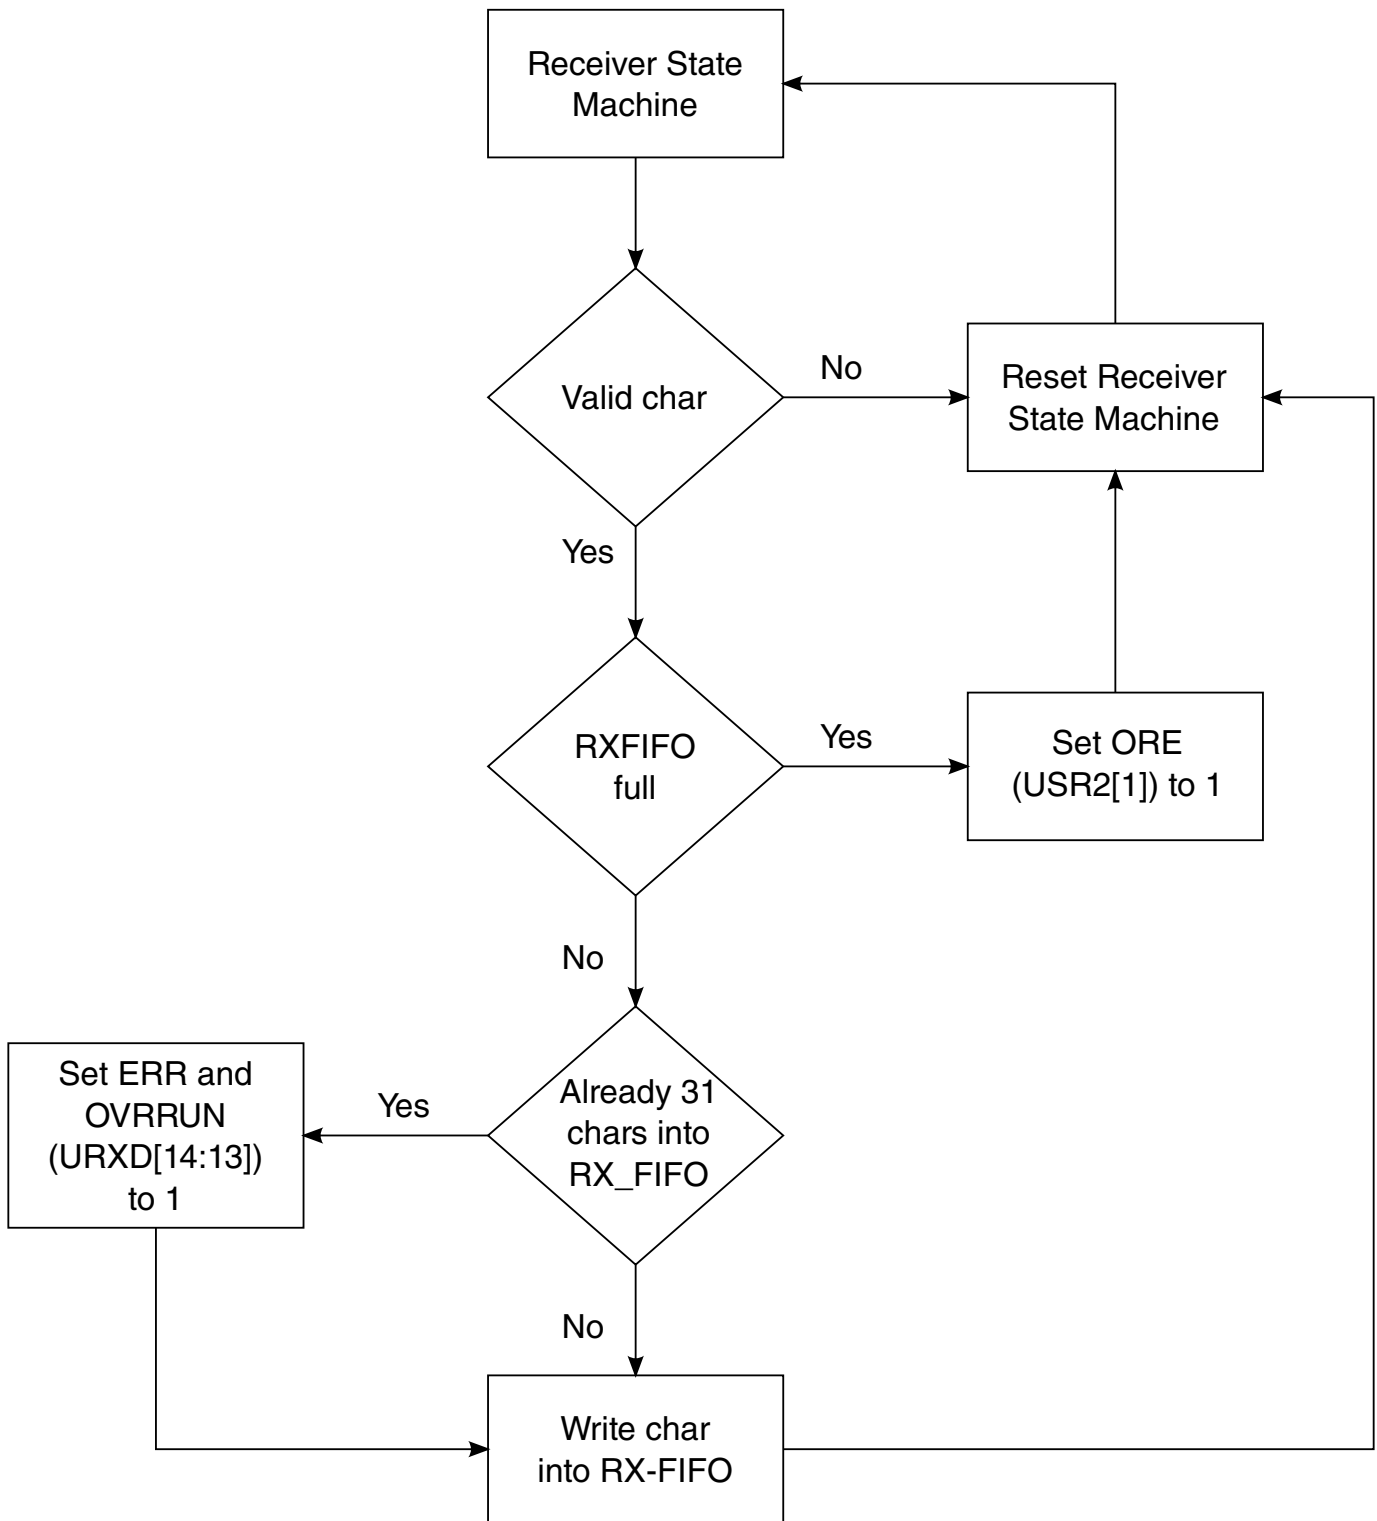 Receiver State
Machine
Valid char
No
Reset Receiver
State Machine
Yes
RXFIFO
full
Yes
Set ORE
(USR2[1]) to 1
No
Set ERR and
OVRRUN
(URXD[14:13])
to 1
Yes
Already 31
chars into
RX_FIFO
No
Write char
into RX-FIFO